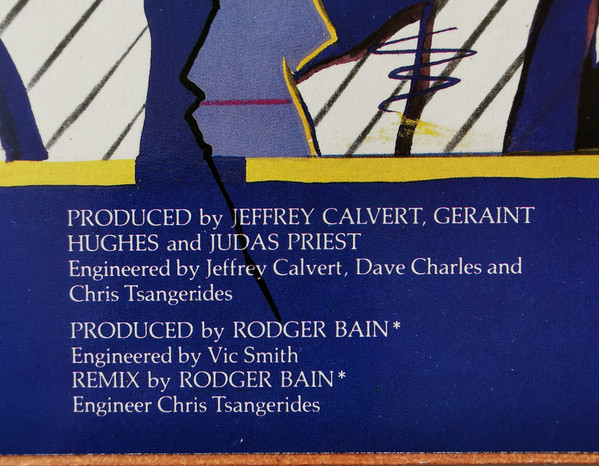 PRODUCED by JEFFREY CALVERT, GERAINT
HUGHES and JUDAS PRIEST
Engineered by Jeffrey Calvert, Dave Charles and
Chris Tsangerides
PRODUCED by RODGER BAIN*
Engineered by Vic Smith
REMIX by RODGER BAIN*
Engineer Chris Tsangerides